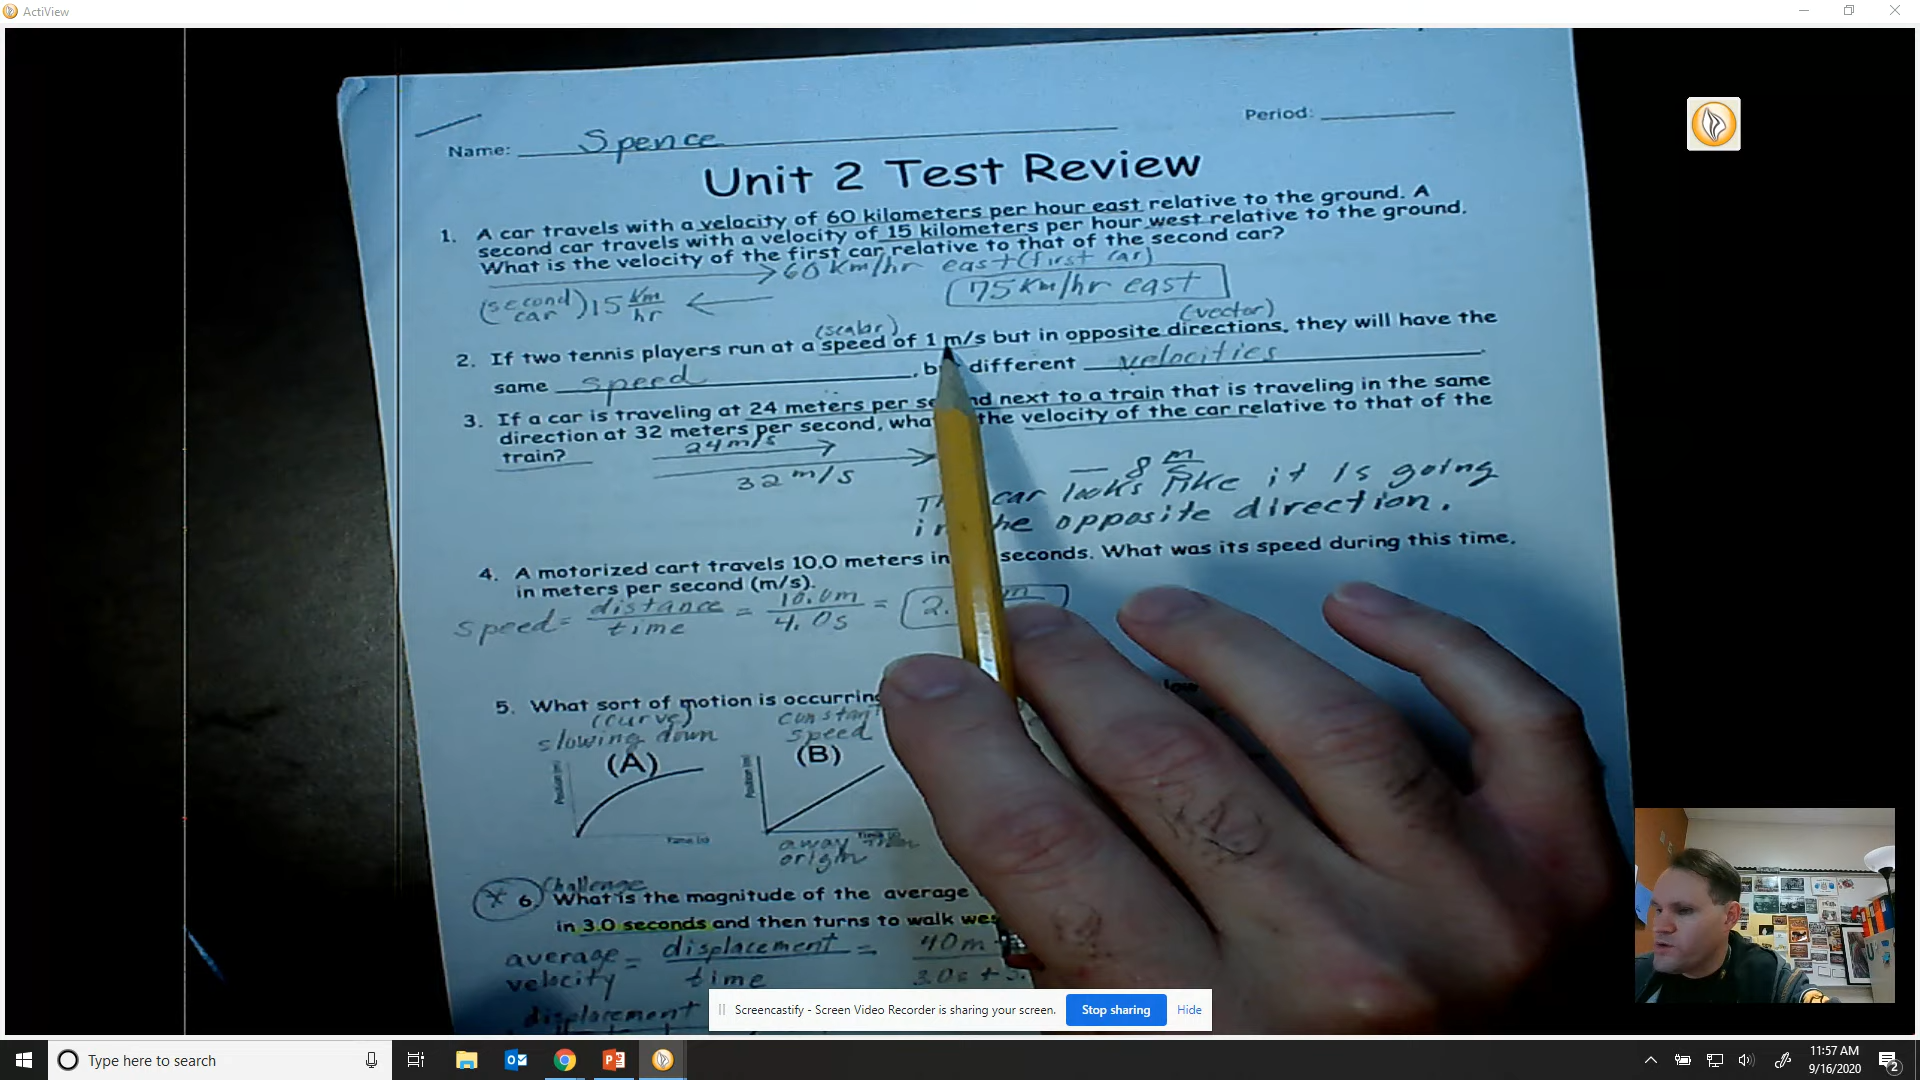 ActiView
Name: Spence
Period:
Unit 2 Test Review
1. A car travels with a velocity of 60 kilometers per hour east relative to the ground. A
second car travels with a velocity of 15 kilometers per hour west relative to the ground.
What is the velocity of the first car relative to that of the second car?
60 km/hr east (first car)
(second car) 15 km/hr
75 km/hr east
(scalar) (vector)
2. If two tennis players run at a speed of 1 m/s but in opposite directions, they will have the
same speed, but different velocities.
3. If a car is traveling at 24 meters per second next to a train that is traveling in the same
direction at 32 meters per second, what the velocity of the car relative to that of the
train?
24 m/s
32 m/s
- 8 m/s
car looks like it is going
in the opposite direction.
4. A motorized cart travels 10.0 meters in seconds. What was its speed during this time,
in meters per second (m/s).
speed = distance/time = 10.0m/4.0s = 2. m
5. What sort of motion is occurring
(curve) constant
slowing down speed
(A) (B)
Position (m) Position (m)
Time (s) Time (s)
away
origin
Challenge
* 6. What is the magnitude of the average
in 3.0 seconds and then turns to walk wes
average velocity = displacement/time = 40m / 3.0s + 3.
displacement
Screencastify - Screen Video Recorder is sharing your screen. Stop sharing Hide
Type here to search
11:57 AM
9/16/2020
2